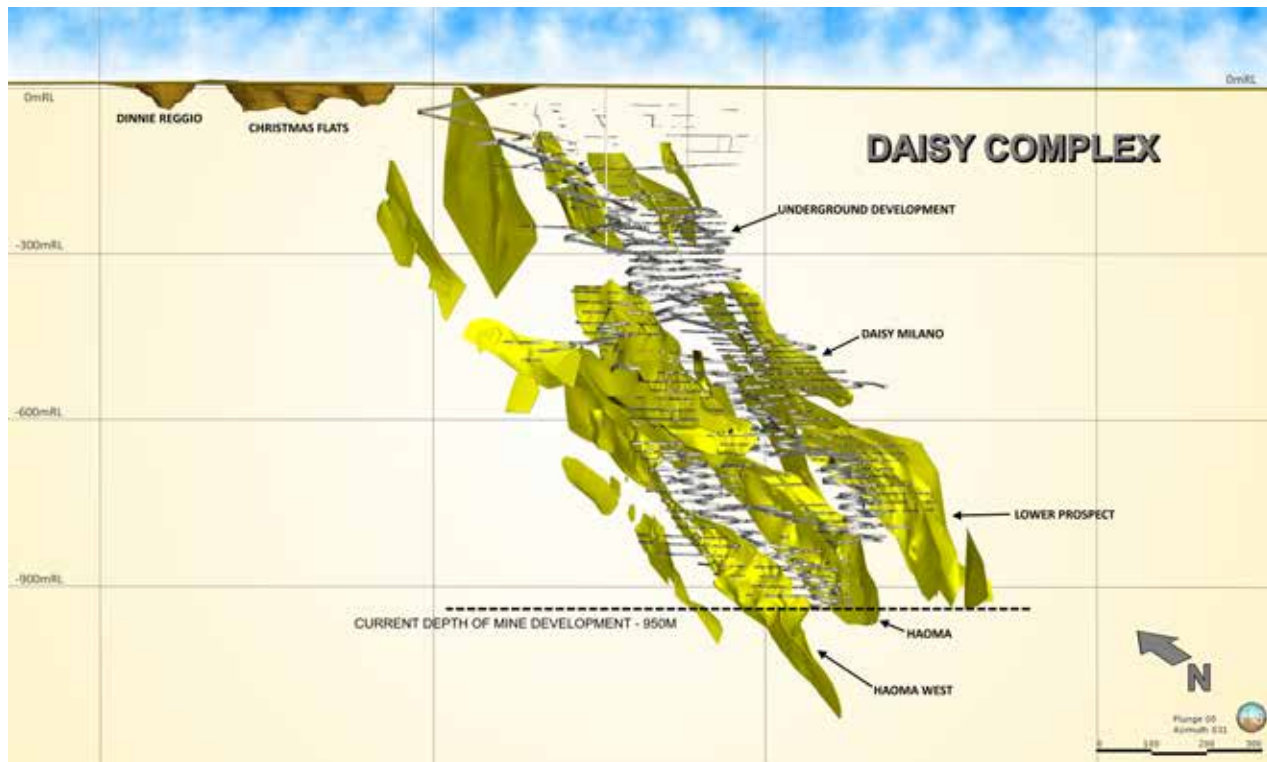 0mRL
0mRL
DINNIE REGGIO
CHRISTMAS FLATS
DAISY COMPLEX
UNDERGROUND DEVELOPMENT
-300mRL
DAISY MILANO
-600mRL
LOWER PROSPECT
-900mRL
CURRENT DEPTH OF MINE DEVELOPMENT - 950M
HAOMA
HAOMA WEST
N
Plunge 00
Azimuth 031
0 100 200 300